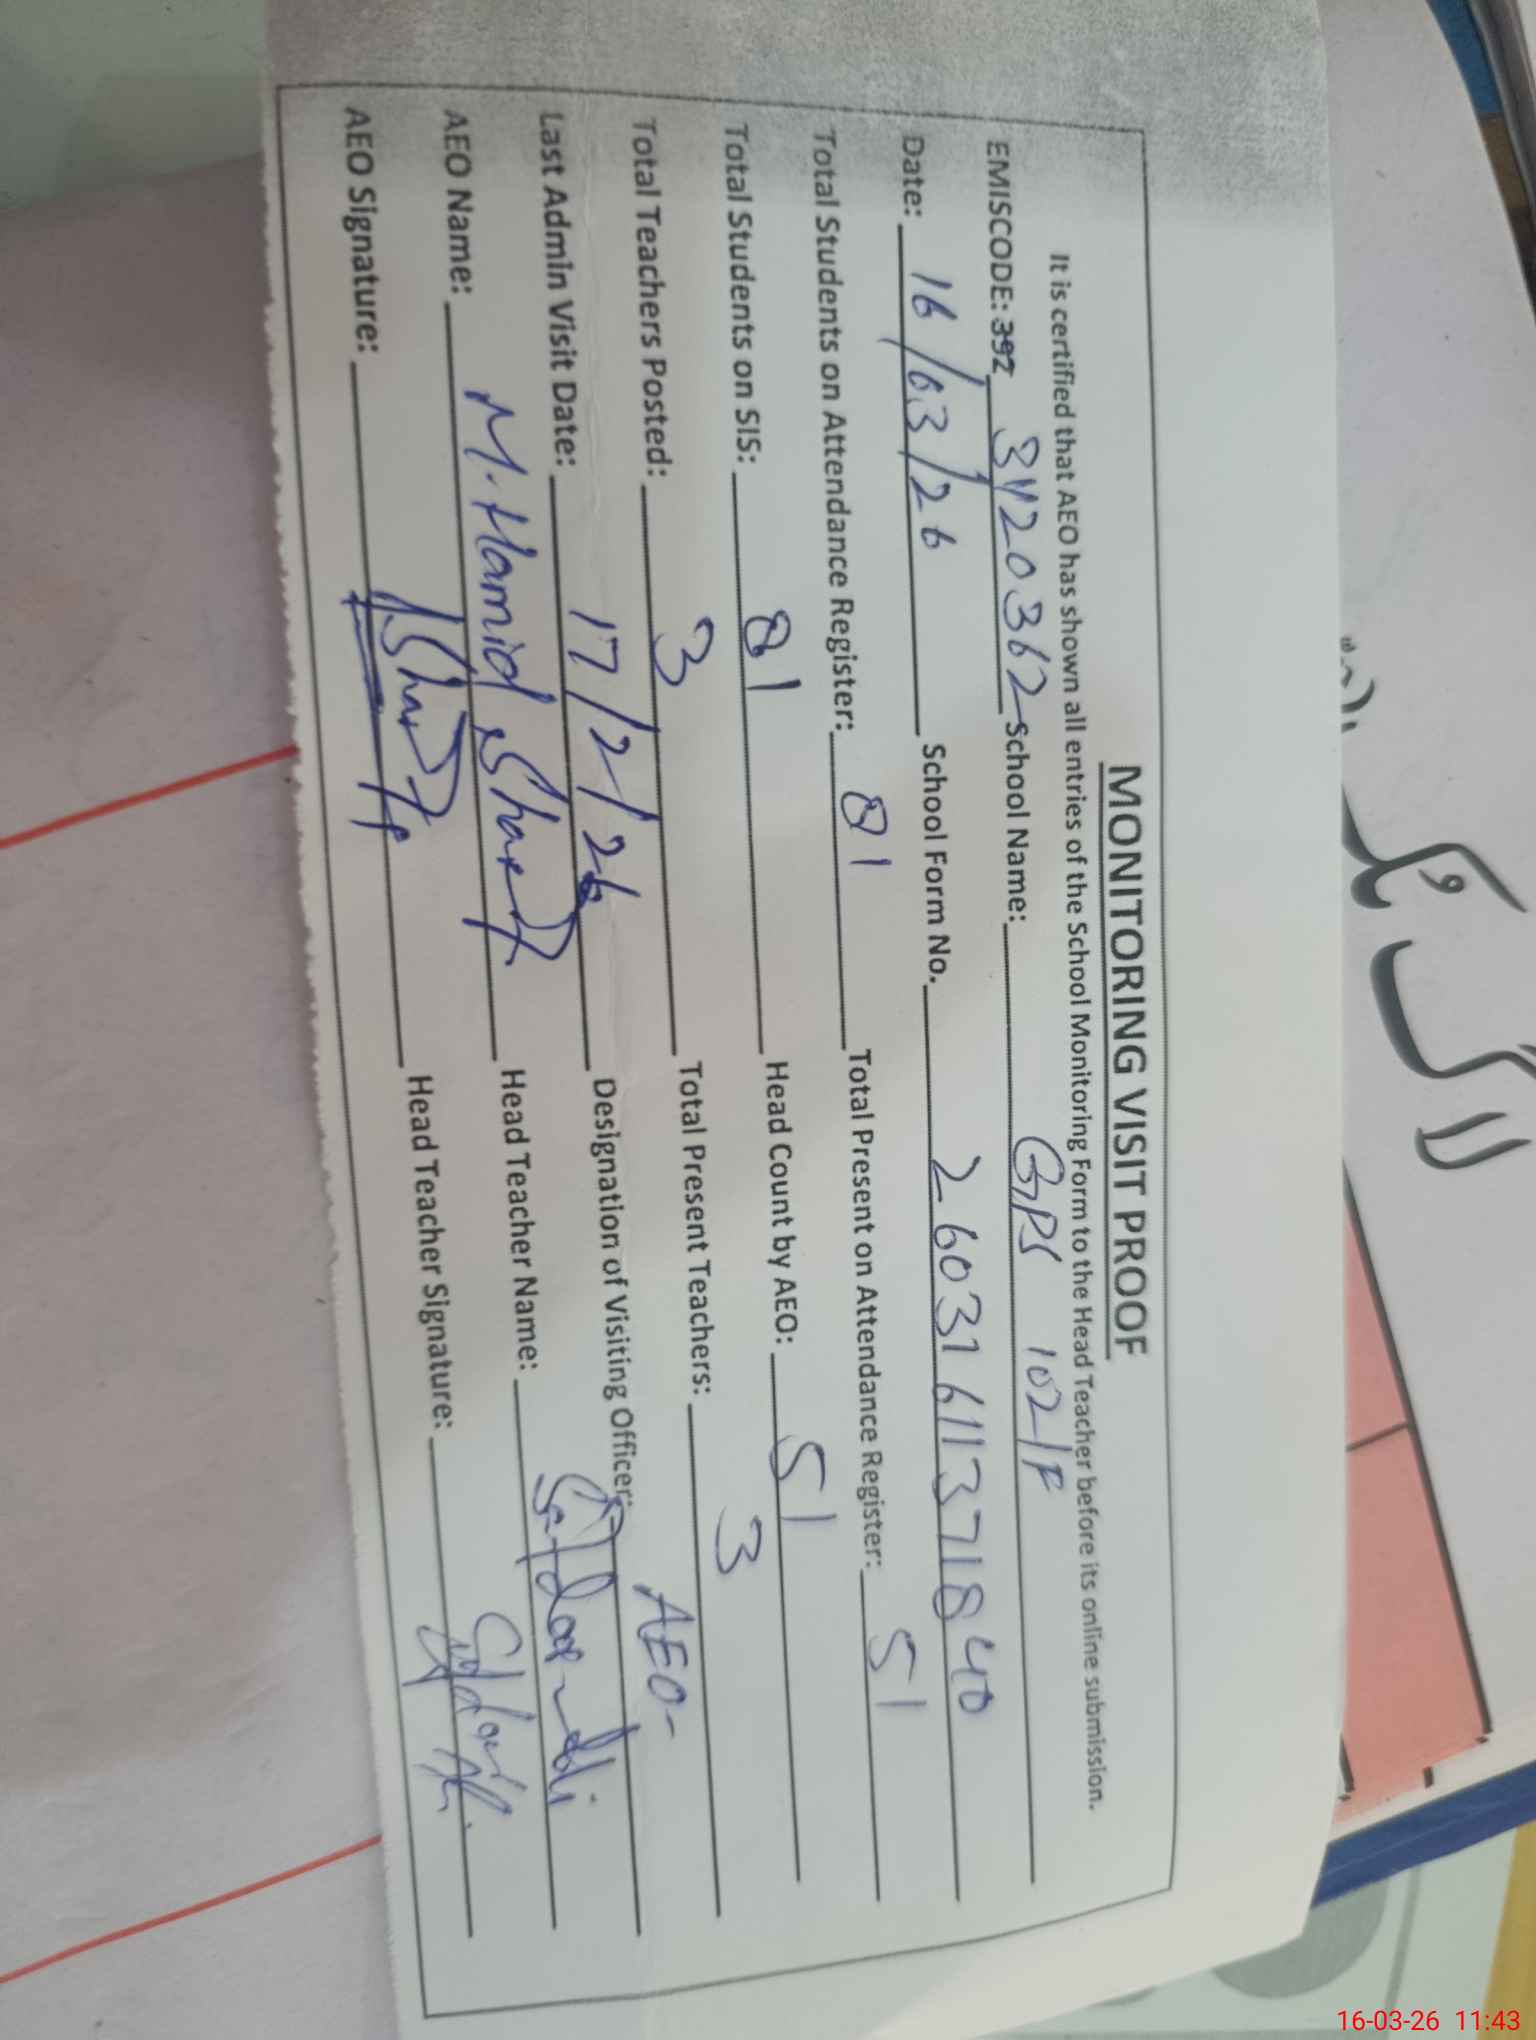 MONITORING VISIT PROOF
It is certified that AEO has shown all entries of the School Monitoring Form to the Head Teacher before its online submission.
EMISCODE: 392 34120362 School Name: GPS 102/F
Date: 16/03/26 School Form No. 26031611371840
Total Students on Attendance Register: 81 Total Present on Attendance Register: 51
Total Students on SIS: 81 Head Count by AEO: 51
Total Teachers Posted: 3 Total Present Teachers: 3
Last Admin Visit Date: 17/2/26 Designation of Visiting Officer: AEO-
AEO Name: M. Hamid Sharif Head Teacher Name:
AEO Signature: Sharif Head Teacher Signature:
16-03-26 11:43